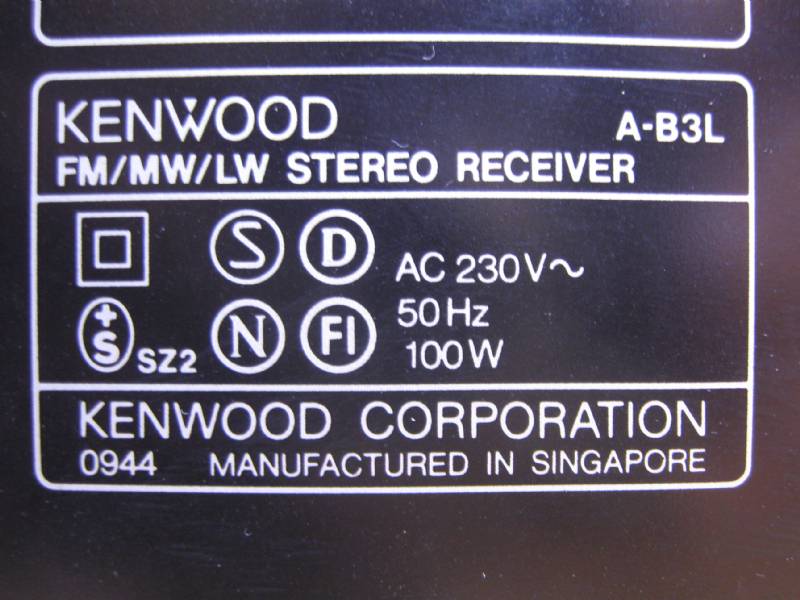 KENWOOD A-B3L
FM/MW/LW STEREO RECEIVER
S D AC 230V~
50Hz
+S SZ2 N FI 100W
KENWOOD CORPORATION
0944 MANUFACTURED IN SINGAPORE